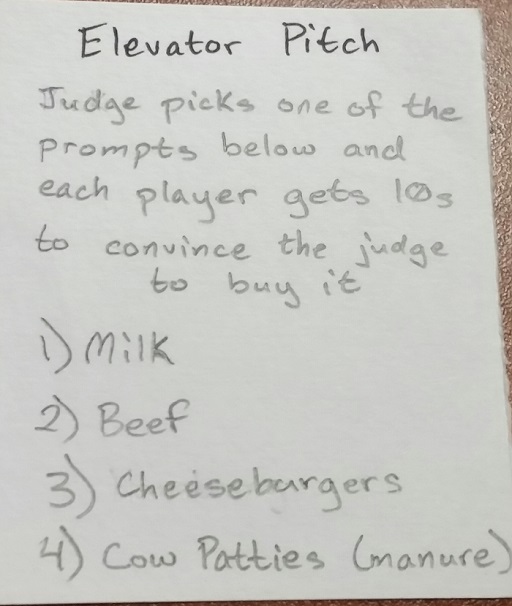 Elevator Pitch
Judge picks one of the
prompts below and
each player gets 10s
to convince the judge
to buy it
1) Milk
2) Beef
3) Cheeseburgers
4) Cow Patties (manure)